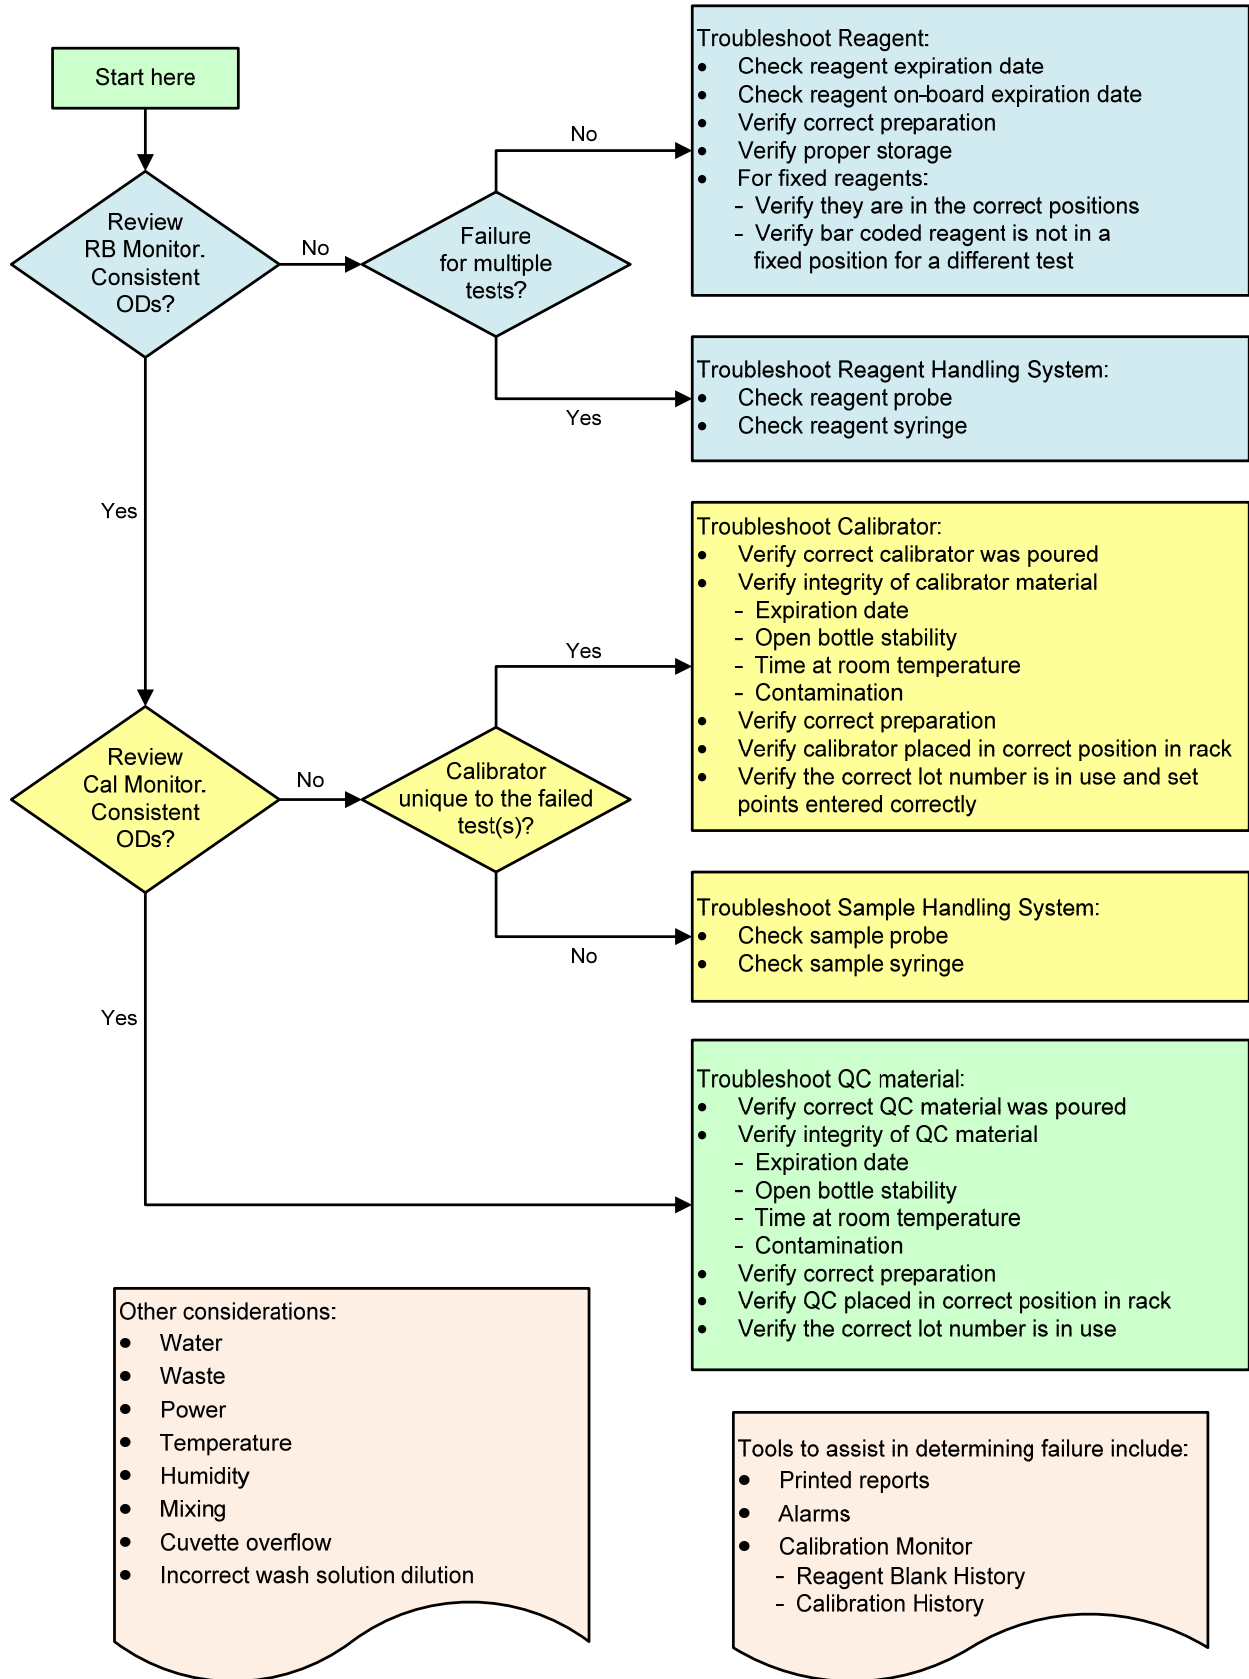 Start here
Review
RB Monitor.
Consistent
ODs?
No
Failure
for multiple
tests?
No
Troubleshoot Reagent:
• Check reagent expiration date
• Check reagent on-board expiration date
• Verify correct preparation
• Verify proper storage
• For fixed reagents:
- Verify they are in the correct positions
- Verify bar coded reagent is not in a
fixed position for a different test
Yes
Troubleshoot Reagent Handling System:
• Check reagent probe
• Check reagent syringe
Yes
Review
Cal Monitor.
Consistent
ODs?
No
Calibrator
unique to the failed
test(s)?
Yes
Troubleshoot Calibrator:
• Verify correct calibrator was poured
• Verify integrity of calibrator material
- Expiration date
- Open bottle stability
- Time at room temperature
- Contamination
• Verify correct preparation
• Verify calibrator placed in correct position in rack
• Verify the correct lot number is in use and set
points entered correctly
No
Troubleshoot Sample Handling System:
• Check sample probe
• Check sample syringe
Yes
Troubleshoot QC material:
• Verify correct QC material was poured
• Verify integrity of QC material
- Expiration date
- Open bottle stability
- Time at room temperature
- Contamination
• Verify correct preparation
• Verify QC placed in correct position in rack
• Verify the correct lot number is in use
Other considerations:
• Water
• Waste
• Power
• Temperature
• Humidity
• Mixing
• Cuvette overflow
• Incorrect wash solution dilution
Tools to assist in determining failure include:
• Printed reports
• Alarms
• Calibration Monitor
- Reagent Blank History
- Calibration History